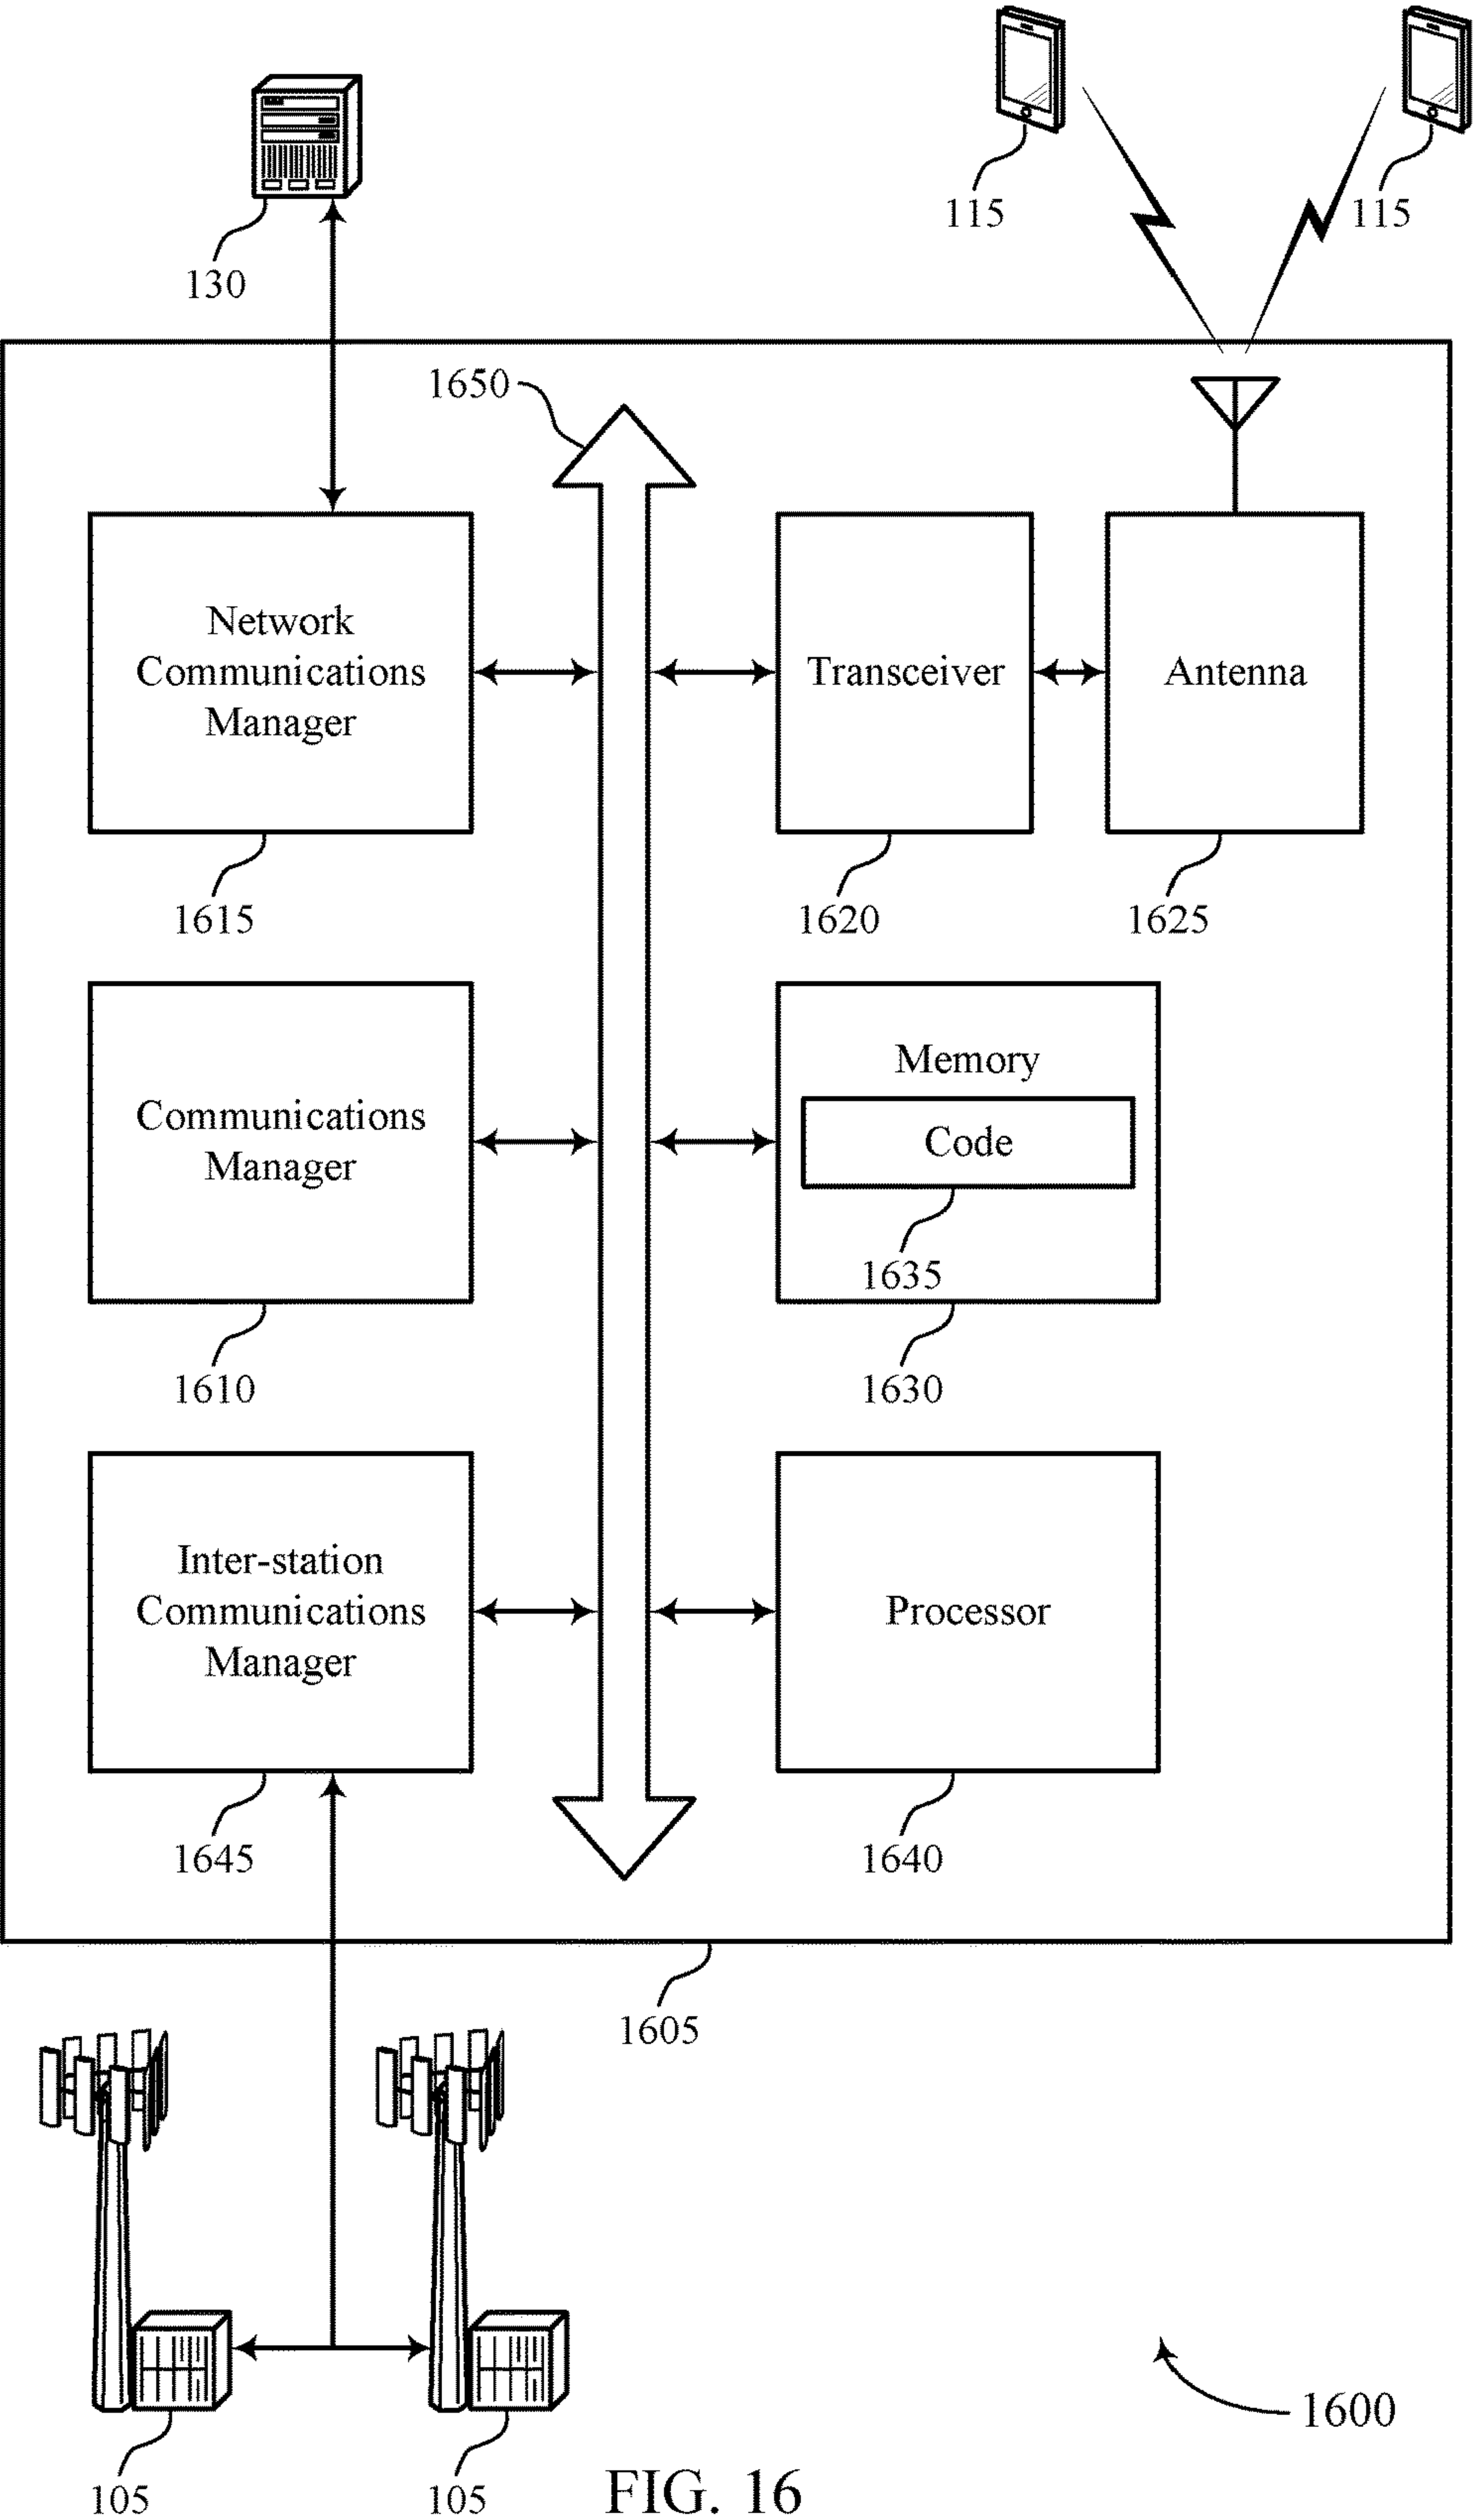 115
115
130
1650
Network
Communications
Manager
Transceiver
Antenna
1615
1620
1625
Communications
Manager
Memory
Code
1635
1610
1630
Inter-station
Communications
Manager
Processor
1645
1640
1605
1600
105
105
FIG. 16